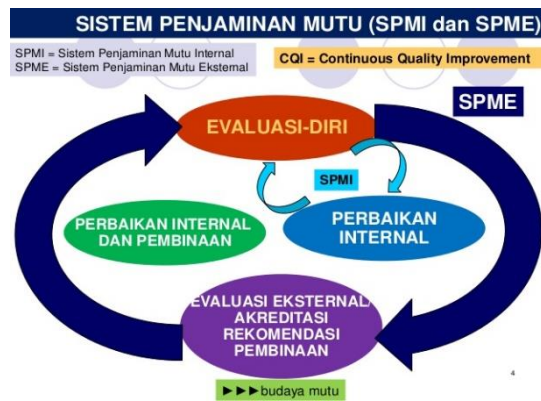 SISTEM PENJAMINAN MUTU (SPMI dan SPME)
SPMI = Sistem Penjaminan Mutu Internal
SPME = Sistem Penjaminan Mutu Eksternal
CQI = Continuous Quality Improvement
SPME
EVALUASI-DIRI
SPMI
PERBAIKAN INTERNAL
DAN PEMBINAAN
PERBAIKAN
INTERNAL
EVALUASI EKSTERNAL/
AKREDITASI
REKOMENDASI
PEMBINAAN
►►►budaya mutu
4